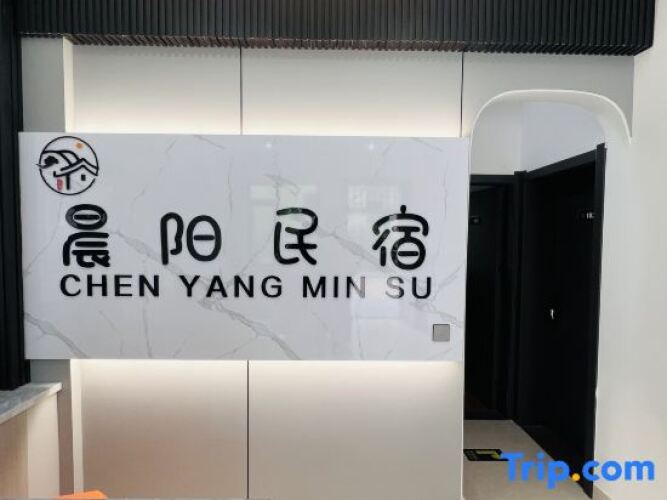 晨阳民宿
CHEN YANG MIN SU
Trip.com